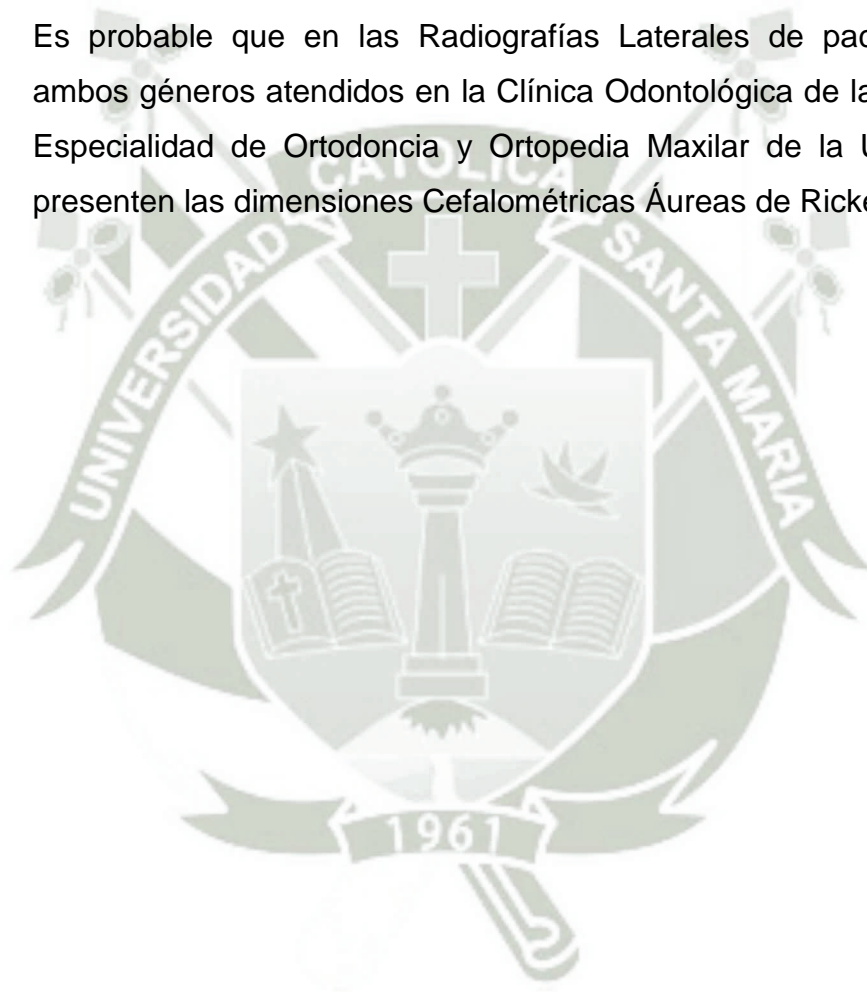 Es probable que en las Radiografías Laterales de pac
ambos géneros atendidos en la Clínica Odontológica de la
Especialidad de Ortodoncia y Ortopedia Maxilar de la U
presenten las dimensiones Cefalométricas Áureas de Ricke
UNIVERSIDAD CATOLICA SANTA MARIA
1961